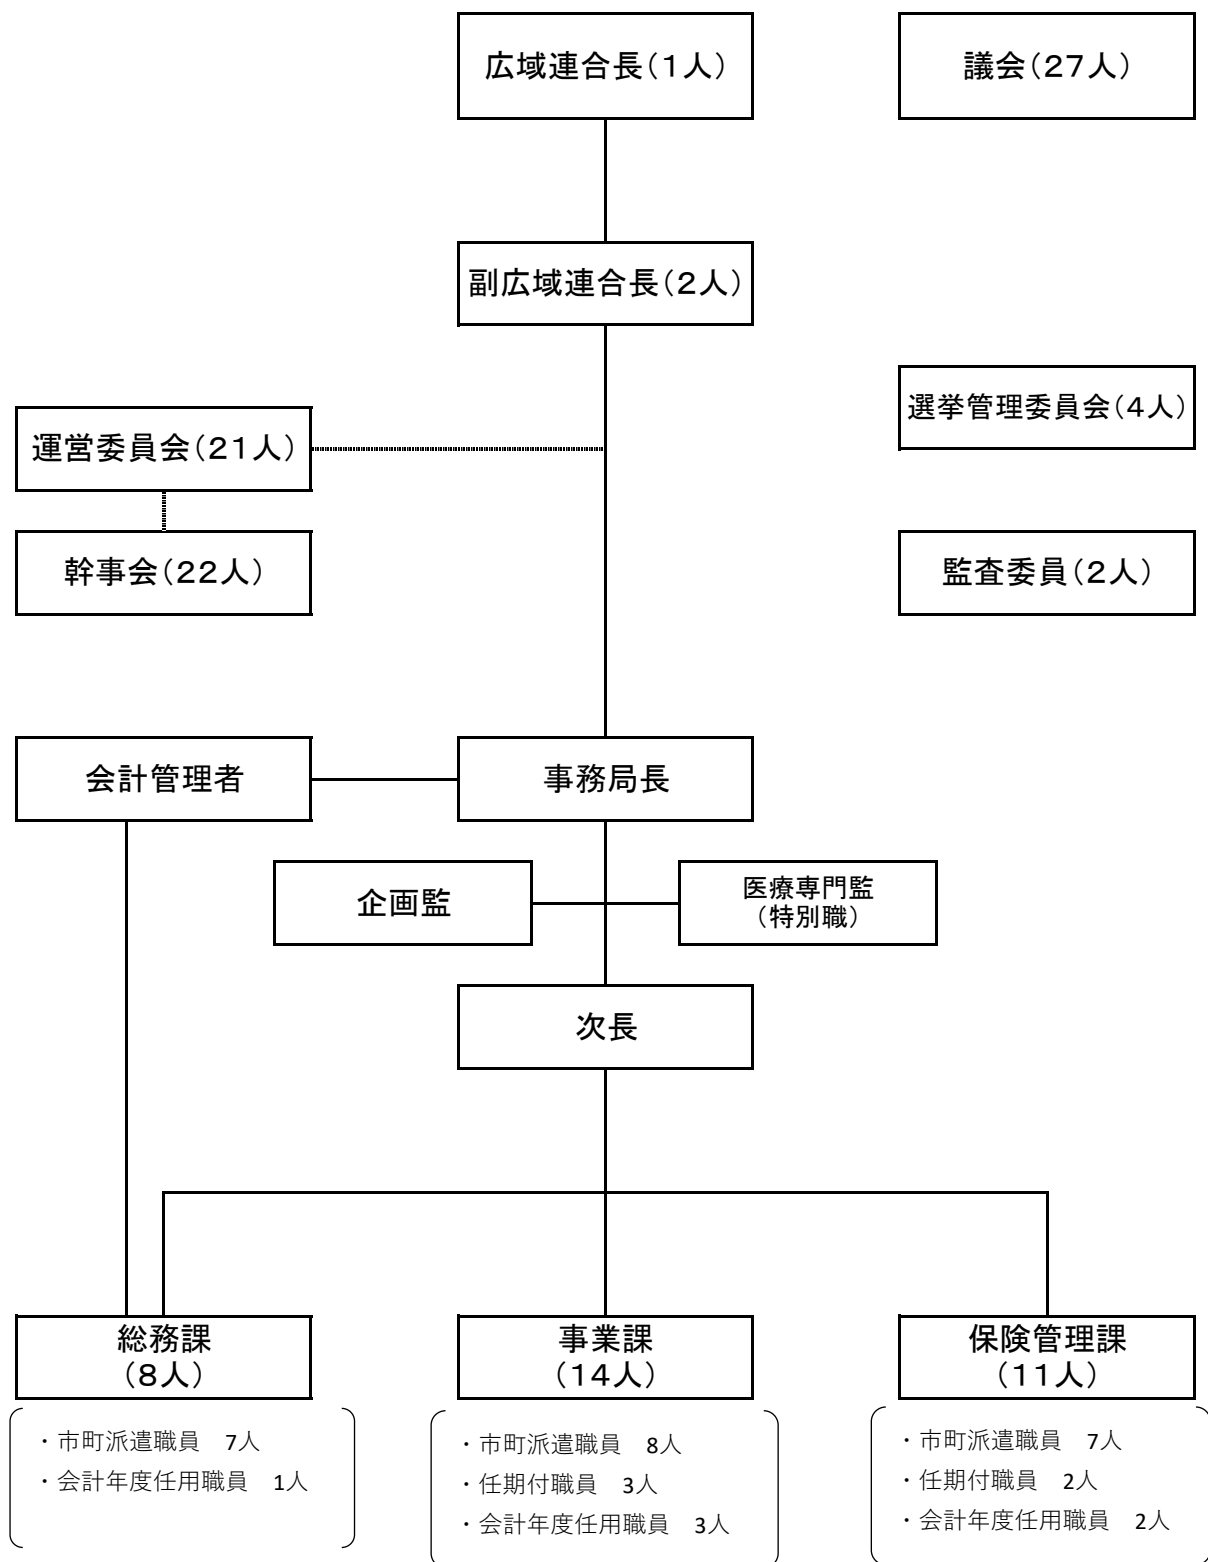 広域連合長(1人)
議会(27人)
副広域連合長(2人)
選挙管理委員会(4人)
運営委員会(21人)
幹事会(22人)
監査委員(2人)
会計管理者
事務局長
企画監
医療専門監
(特別職)
次長
総務課
(8人)
事業課
(14人)
保険管理課
(11人)
・市町派遣職員 7人
・会計年度任用職員 1人
・市町派遣職員 8人
・任期付職員 3人
・会計年度任用職員 3人
・市町派遣職員 7人
・任期付職員 2人
・会計年度任用職員 2人